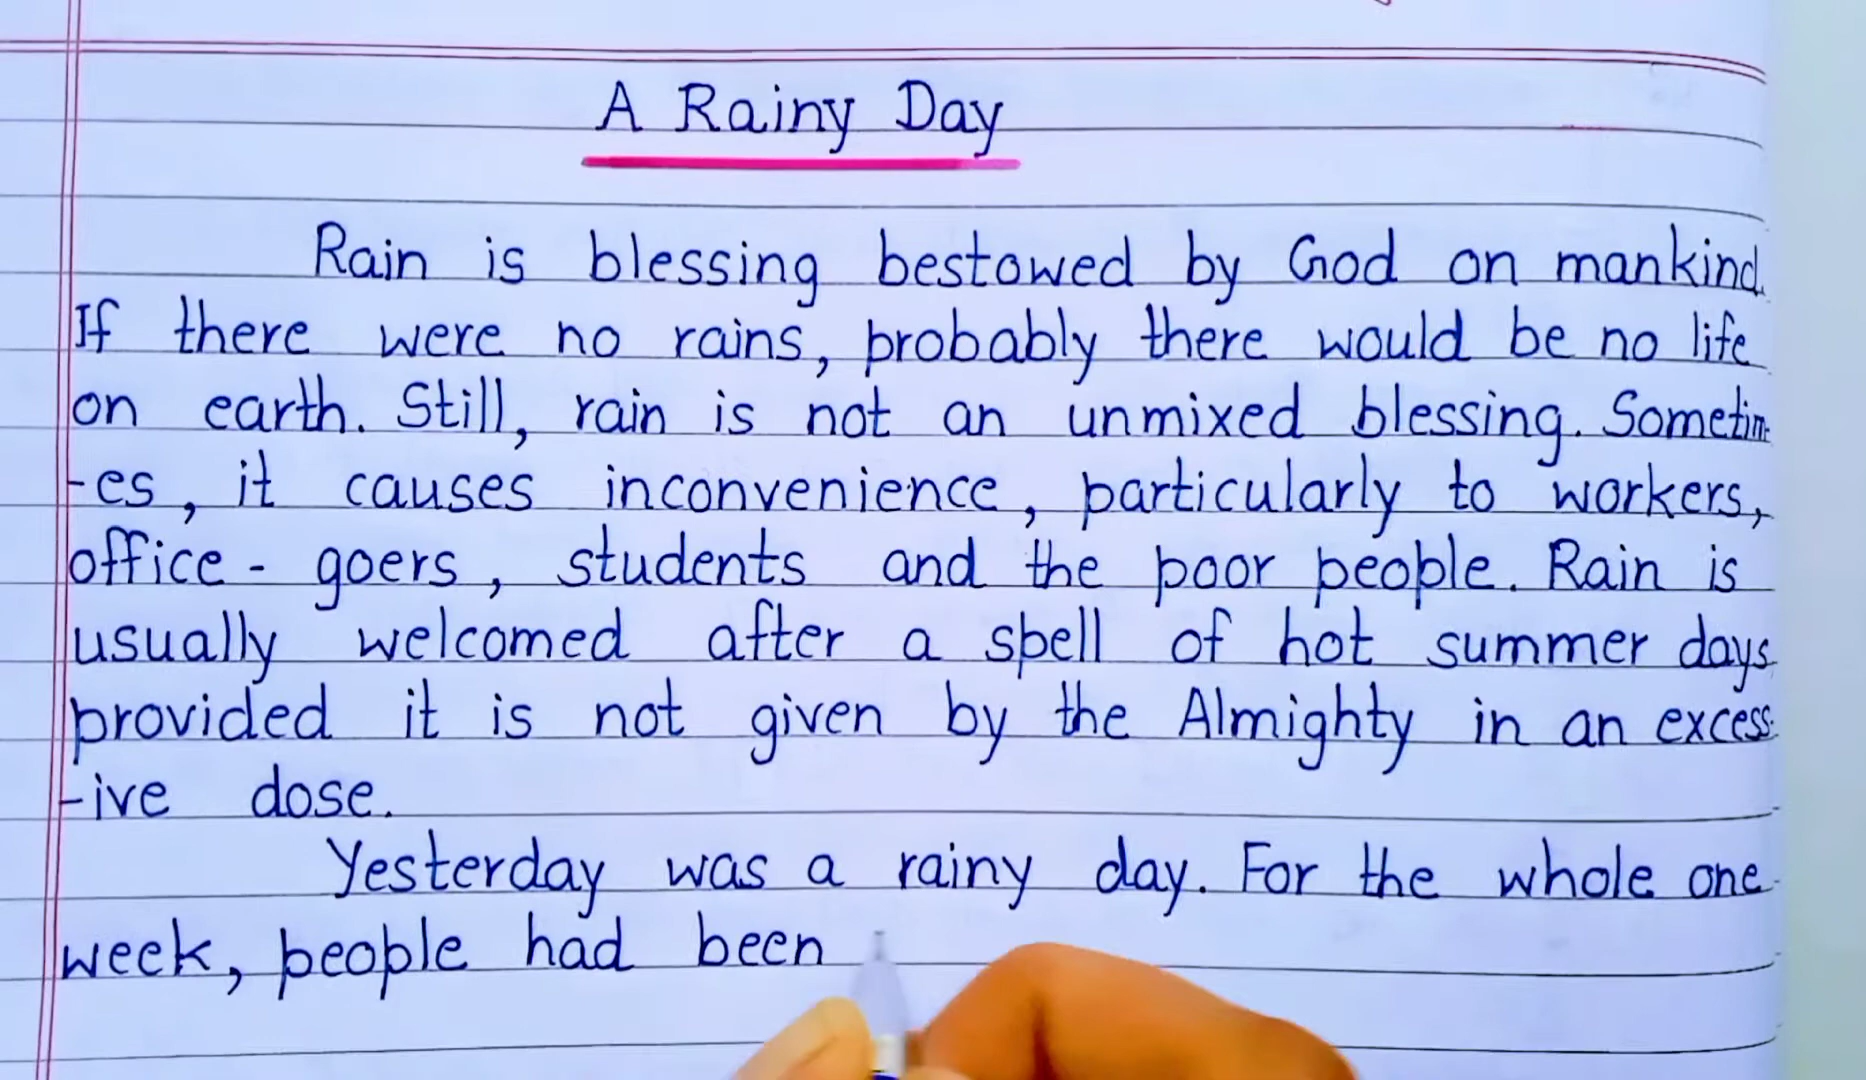 A Rainy Day
Rain is blessing bestowed by God on mankind.
If there were no rains, probably there would be no life
on earth. Still, rain is not an unmixed blessing. Sometim-
-es, it causes inconvenience, particularly to workers,
office - goers, students and the poor people. Rain is
usually welcomed after a spell of hot summer days
provided it is not given by the Almighty in an excess-
-ive dose.
Yesterday was a rainy day. For the whole one
week, people had been